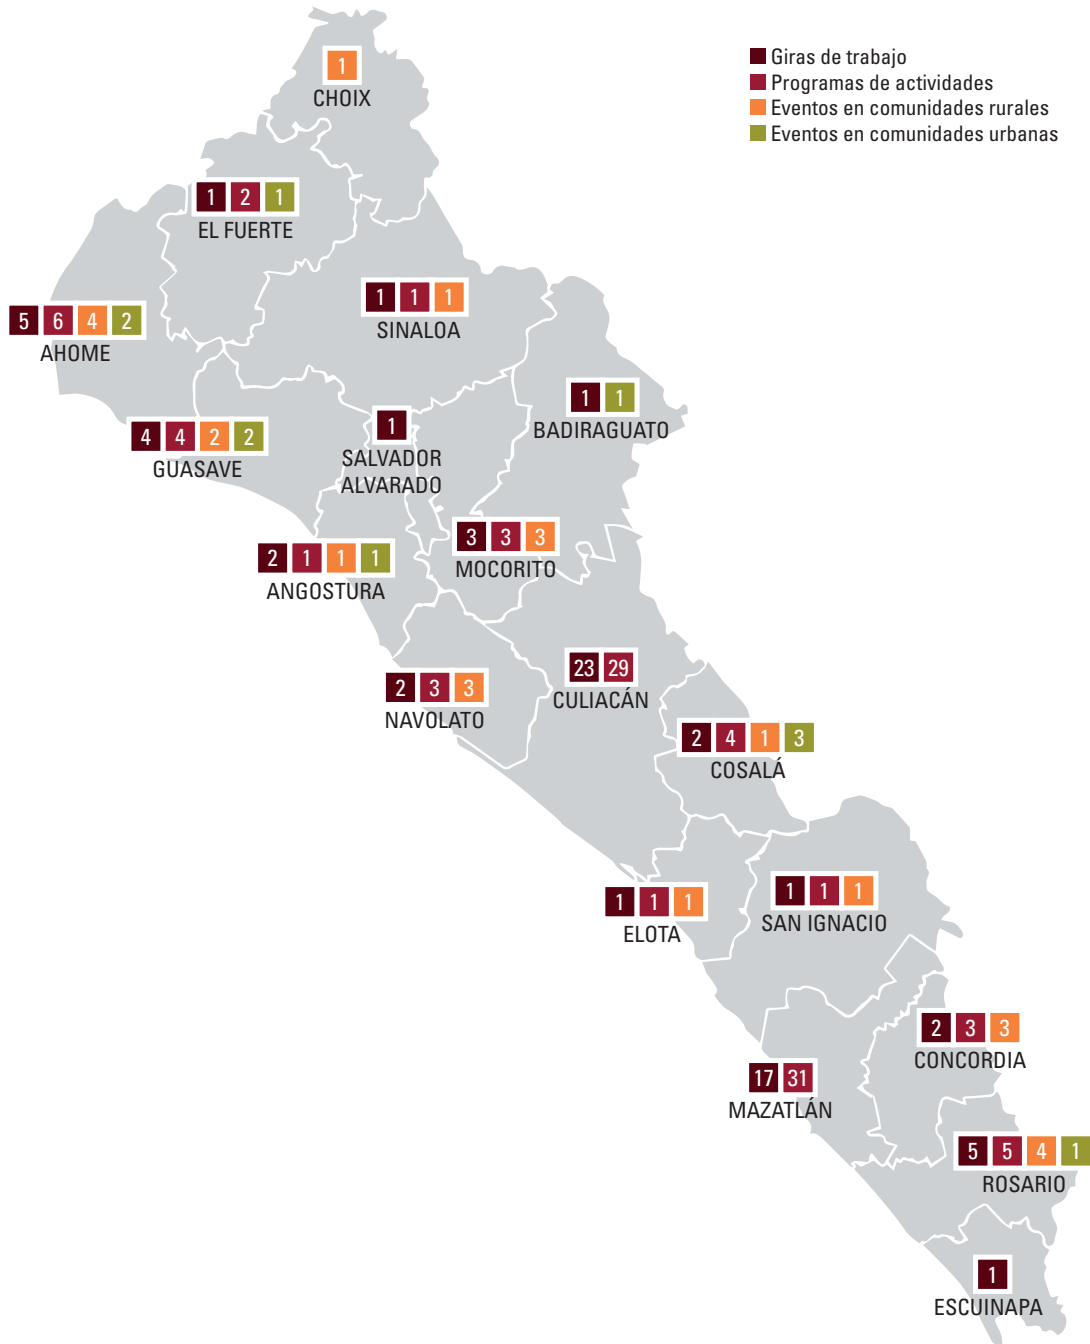 Giras de trabajo
Programas de actividades
Eventos en comunidades rurales
Eventos en comunidades urbanas
1
CHOIX
1 2 1
EL FUERTE
1 1 1
SINALOA
5 6 4 2
AHOME
1 1
BADIRAGUATO
1
SALVADOR
ALVARADO
4 4 2 2
GUASAVE
3 3 3
MOCORITO
2 1 1 1
ANGOSTURA
23 29
CULIACÁN
2 3 3
NAVOLATO
2 4 1 3
COSALÁ
1 1 1
SAN IGNACIO
1 1 1
ELOTA
2 3 3
CONCORDIA
17 31
MAZATLÁN
5 5 4 1
ROSARIO
1
ESCUINAPA